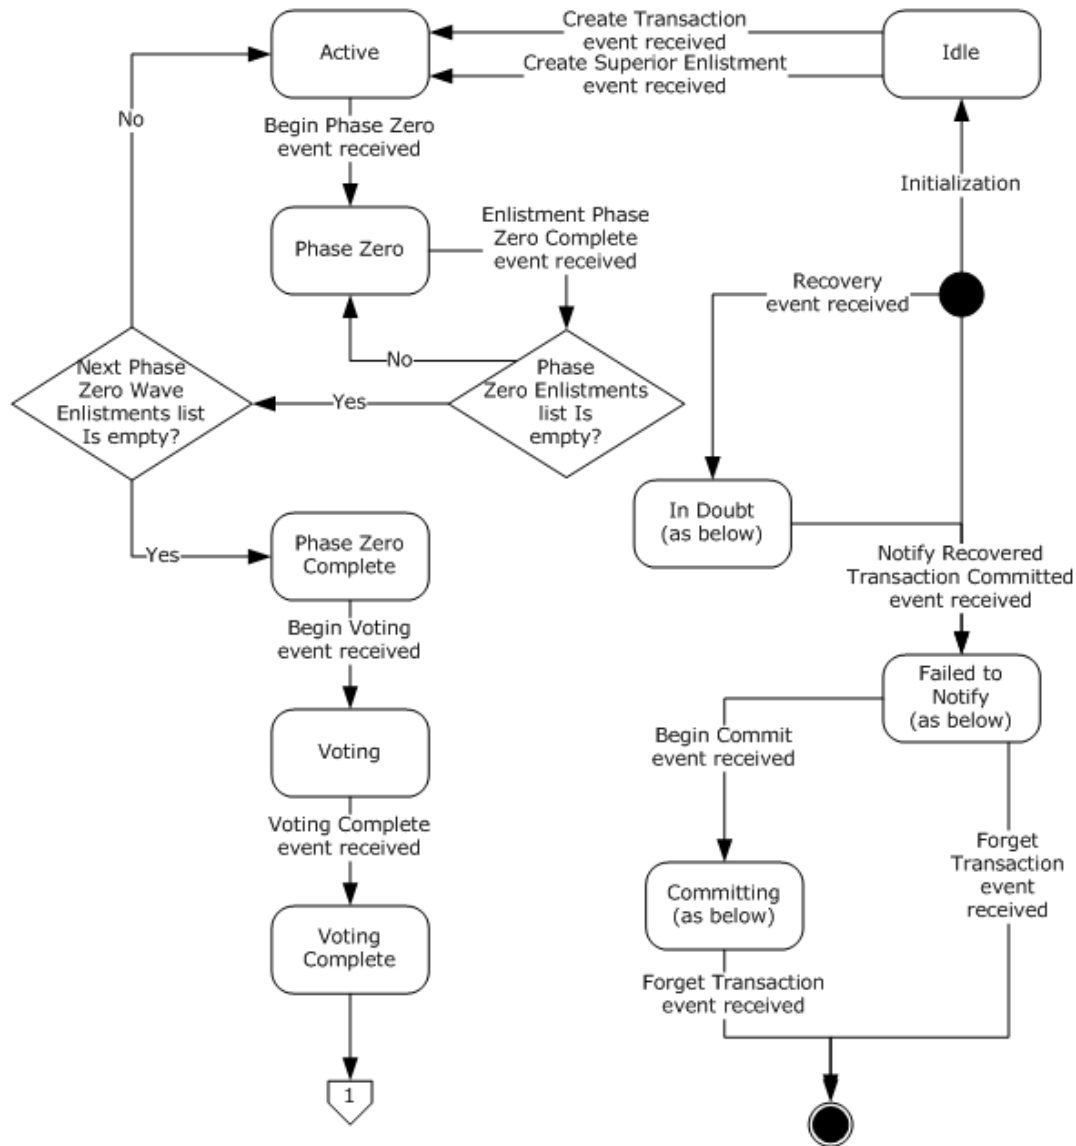 Create Transaction
event received
Active
Idle
Create Superior Enlistment
event received
No
Begin Phase Zero
event received
Initialization
Enlistment Phase
Zero Complete
event received
Phase Zero
Recovery
event received
No
Next Phase
Zero Wave
Enlistments list
Is empty?
Yes
Phase
Zero Enlistments
list Is
empty?
In Doubt
(as below)
Yes
Phase Zero
Complete
Notify Recovered
Transaction Committed
event received
Begin Voting
event received
Failed to
Notify
(as below)
Voting
Begin Commit
event received
Voting Complete
event received
Forget
Transaction
event
received
Committing
(as below)
Voting
Complete
Forget Transaction
event received
1